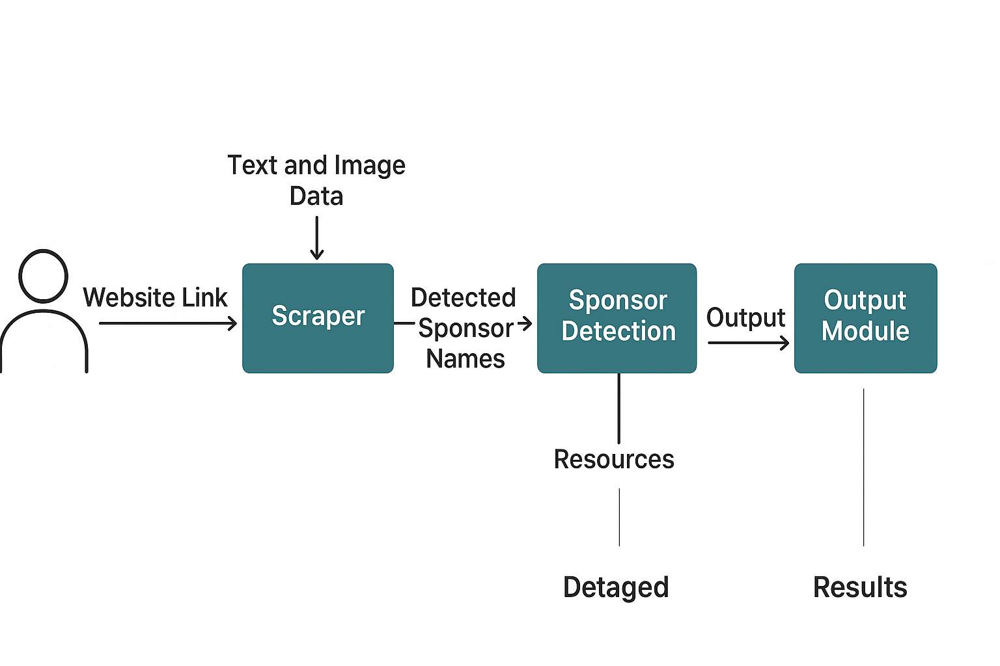 Text and Image
Data
Website Link
Scraper
Detected
Sponsor
Names
Sponsor
Detection
Output
Output
Module
Resources
Detaged
Results